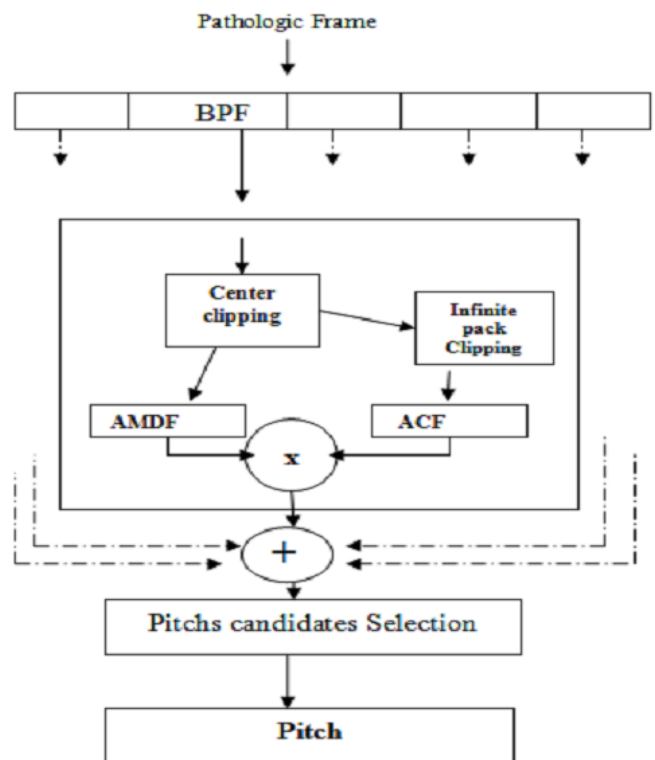 Pathologic Frame
BPF
Center
clipping
Infinite
pack
Clipping
AMDF
ACF
x
+
Pitchs candidates Selection
Pitch